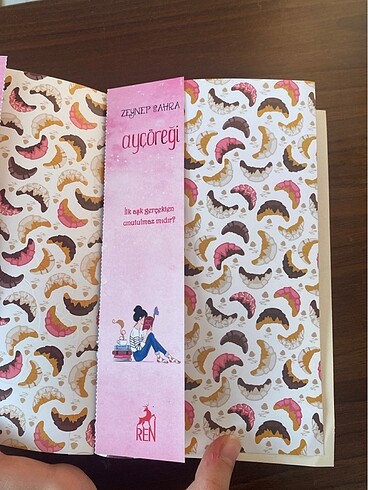 ZEYNEP SAHRA
ayçöreği
İlk aşk gerçekten
unutulmaz mıdır?
REN